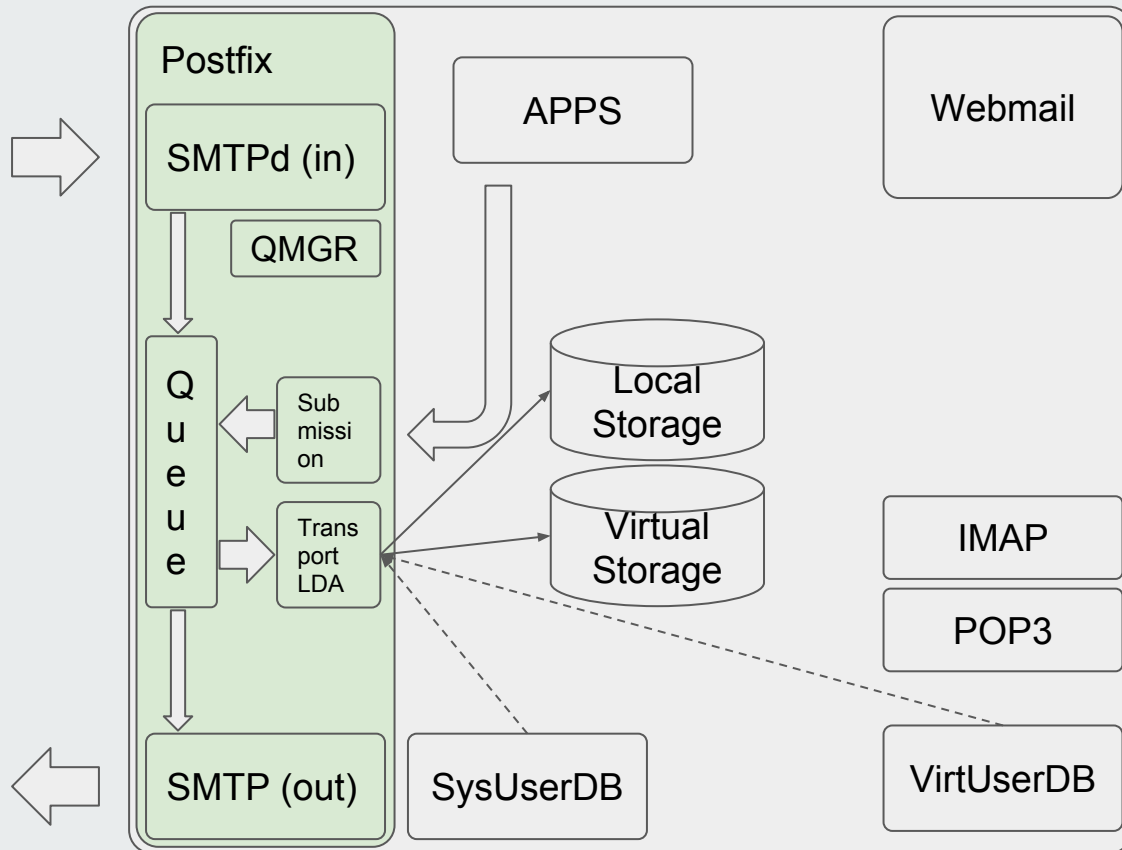 Postfix
APPS
Webmail
SMTPd (in)
QMGR
Q
u
e
u
e
Sub
missi
on
Trans
port
LDA
Local
Storage
Virtual
Storage
IMAP
POP3
SMTP (out)
SysUserDB
VirtUserDB